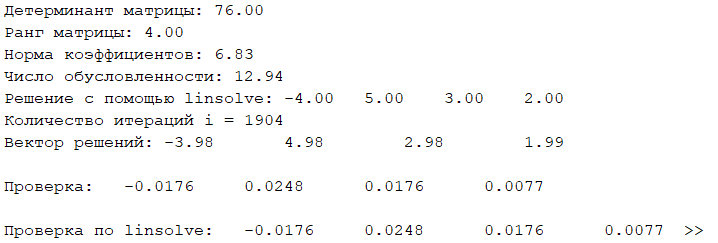 Детерминант матрицы: 76.00
Ранг матрицы: 4.00
Норма коэффициентов: 6.83
Число обусловленности: 12.94
Решение с помощью linsolve: -4.00 5.00 3.00 2.00
Количество итераций i = 1904
Вектор решений: -3.98 4.98 2.98 1.99
Проверка: -0.0176 0.0248 0.0176 0.0077
Проверка по linsolve: -0.0176 0.0248 0.0176 0.0077 >>